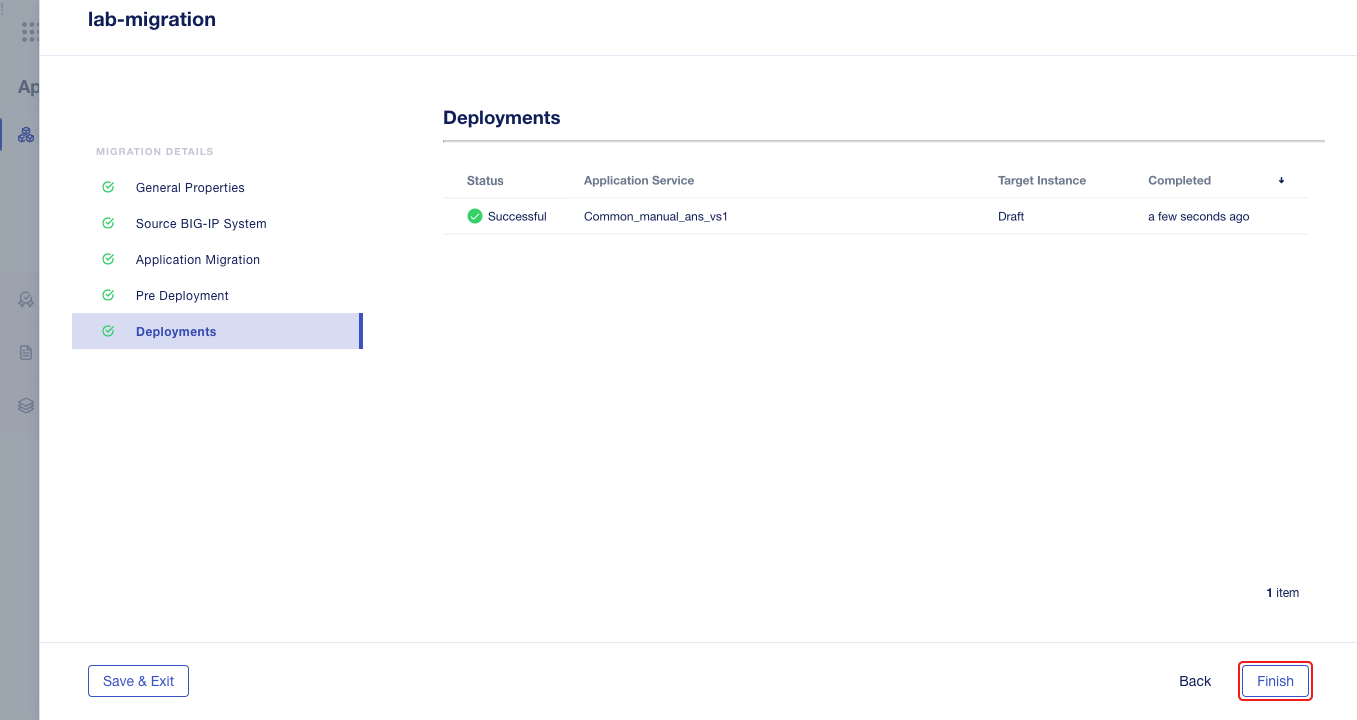 lab-migration
Ap
Deployments
MIGRATION DETAILS
General Properties
Source BIG-IP System
Application Migration
Pre Deployment
Deployments
Status Application Service Target Instance Completed
Successful Common_manual_ans_vs1 Draft a few seconds ago
1 item
Save & Exit Back Finish